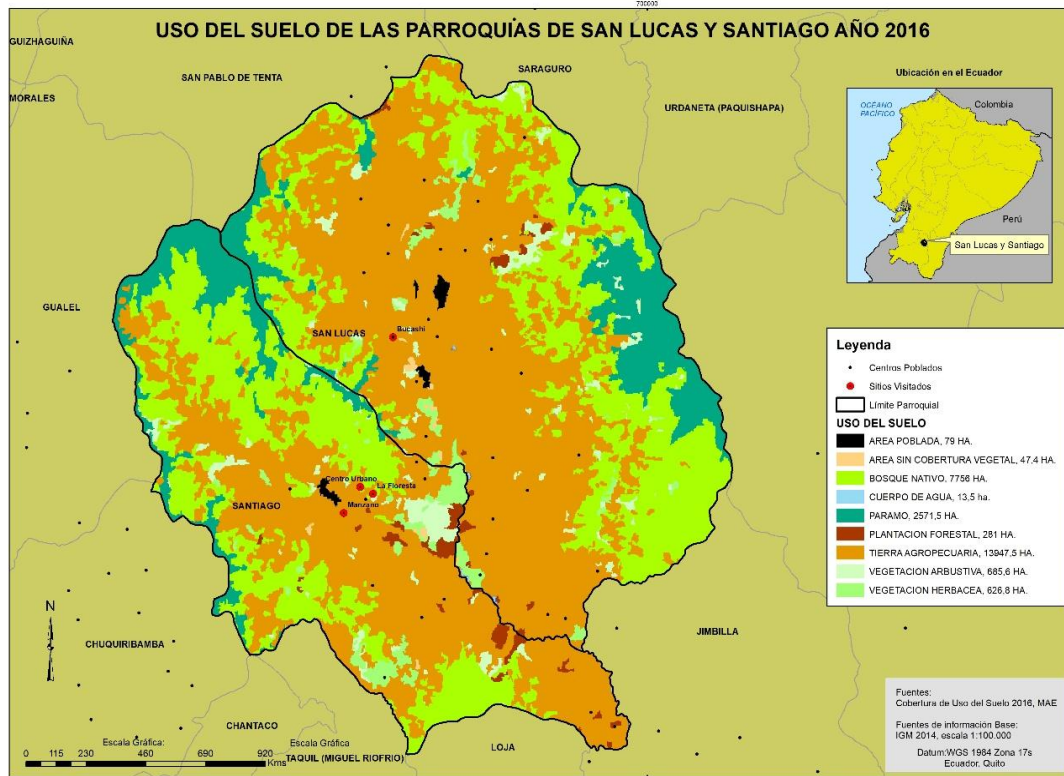 700000
USO DEL SUELO DE LAS PARROQUIAS DE SAN LUCAS Y SANTIAGO AÑO 2016
GUIZHAGUIÑA
SAN PABLO DE TENTA
SARAGURO
MORALES
URDANETA (PAQUISHAPA)
Ubicación en el Ecuador
OCÉANO
PACÍFICO
Colombia
Perú
San Lucas y Santiago
GUALEL
SAN LUCAS
Bucashi
Leyenda
Centros Poblados
Sitios Visitados
Límite Parroquial
USO DEL SUELO
AREA POBLADA, 79 HA.
AREA SIN COBERTURA VEGETAL, 47,4 HA.
BOSQUE NATIVO, 7756 HA.
CUERPO DE AGUA, 13,5 ha.
PARAMO, 2571,5 HA.
PLANTACION FORESTAL, 281 HA.
TIERRA AGROPECUARIA, 13947,5 HA.
VEGETACION ARBUSTIVA, 685,6 HA.
VEGETACION HERBACEA, 626,8 HA.
Centro Urbano
La Floresta
SANTIAGO
Manzano
N
CHUQUIRIBAMBA
JIMBILLA
CHANTACO
LOJA
TAQUIL (MIGUEL RIOFRIO)
Escala Gráfica:
Escala Gráfica
0 115 230 460 690 920
Kms
Fuentes:
Cobertura de Uso del Suelo 2016, MAE
Fuentes de información Base:
IGM 2014, escala 1:100.000
Datum:WGS 1984 Zona 17s
Ecuador, Quito